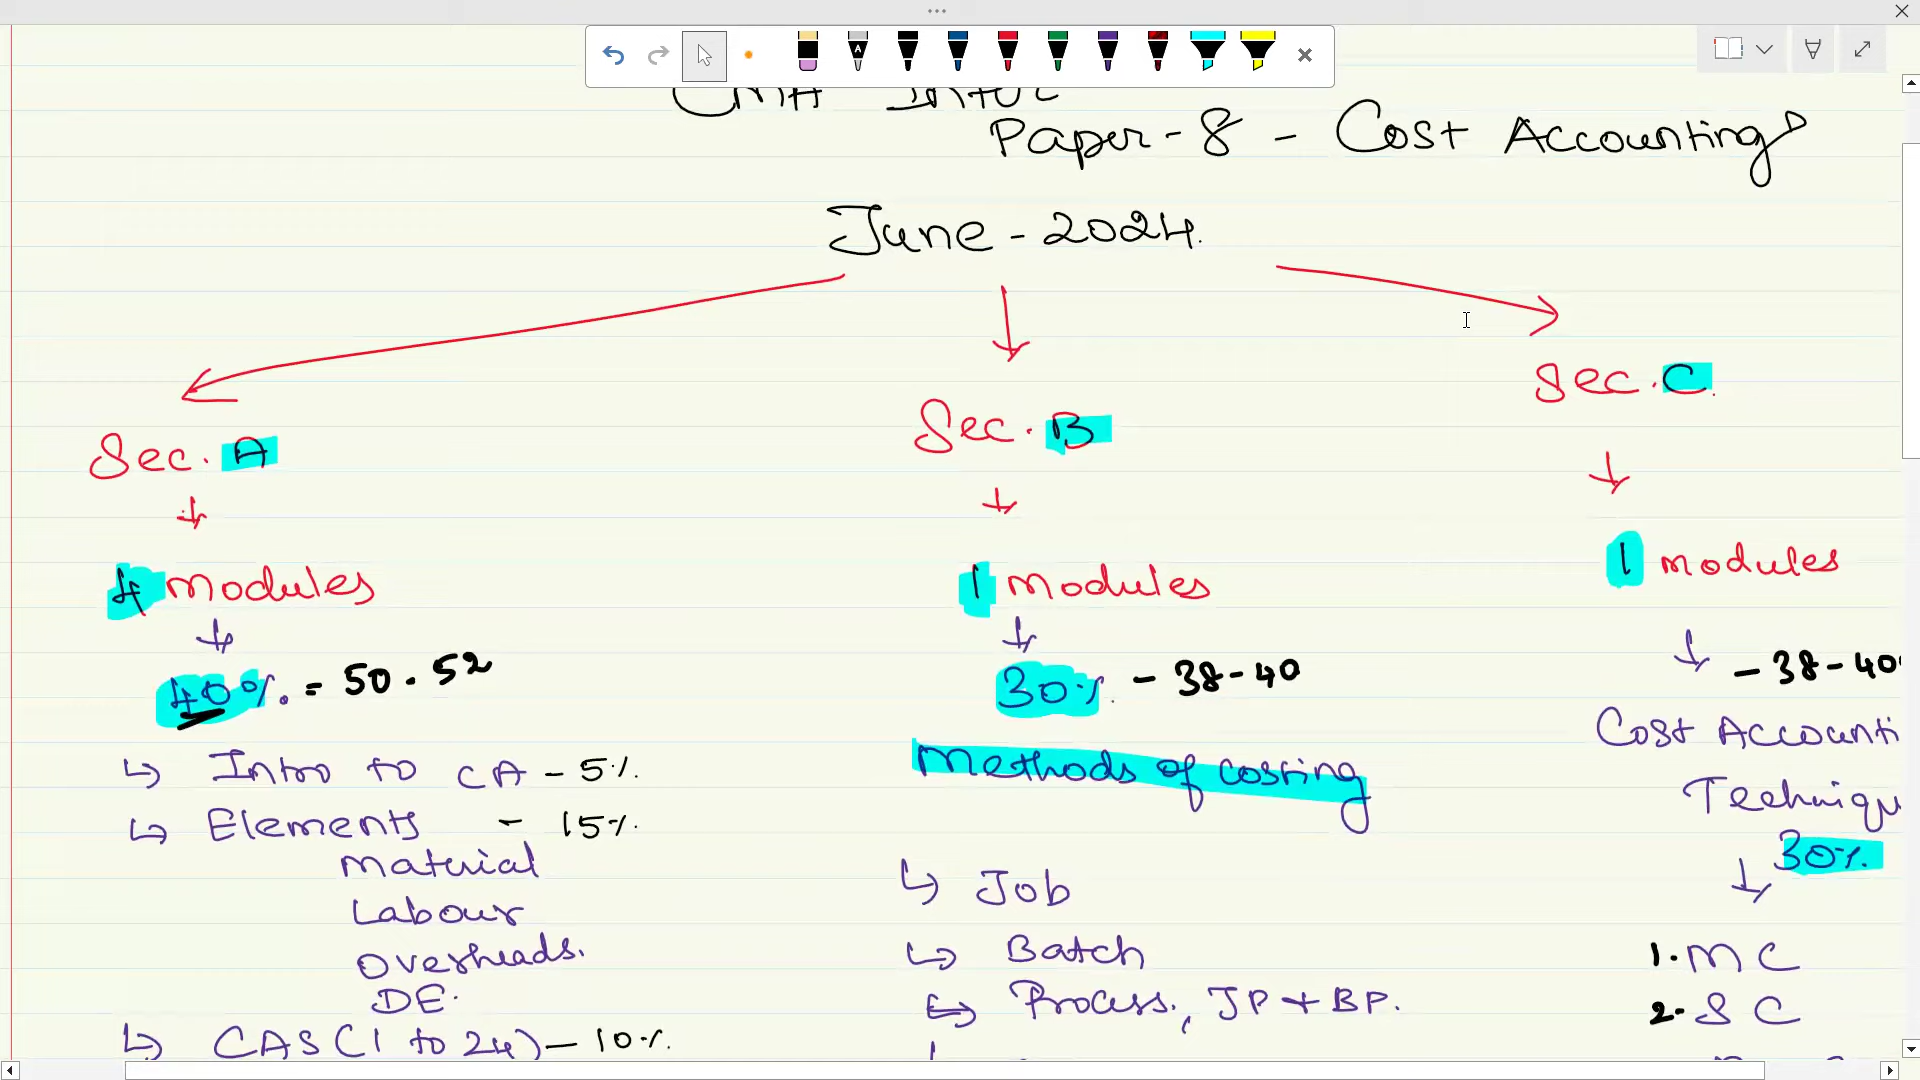 CMA Inter
Paper-8 - Cost Accounting
June-2024.
Sec. A
4 modules
40%. = 50.52
↳ Intro to CA - 5%.
↳ Elements - 15%.
Material
Labour
Overheads.
DE.
↳ CAS (1 to 24) - 10%.
Sec. B
1 modules
30%. - 38-40
Methods of costing
↳ Job
↳ Batch
↳ Process, JP + BP.
Sec. C.
1 modules
- 38-40
Cost Accounti
Techniqu
30%.
1. MC
2. SC